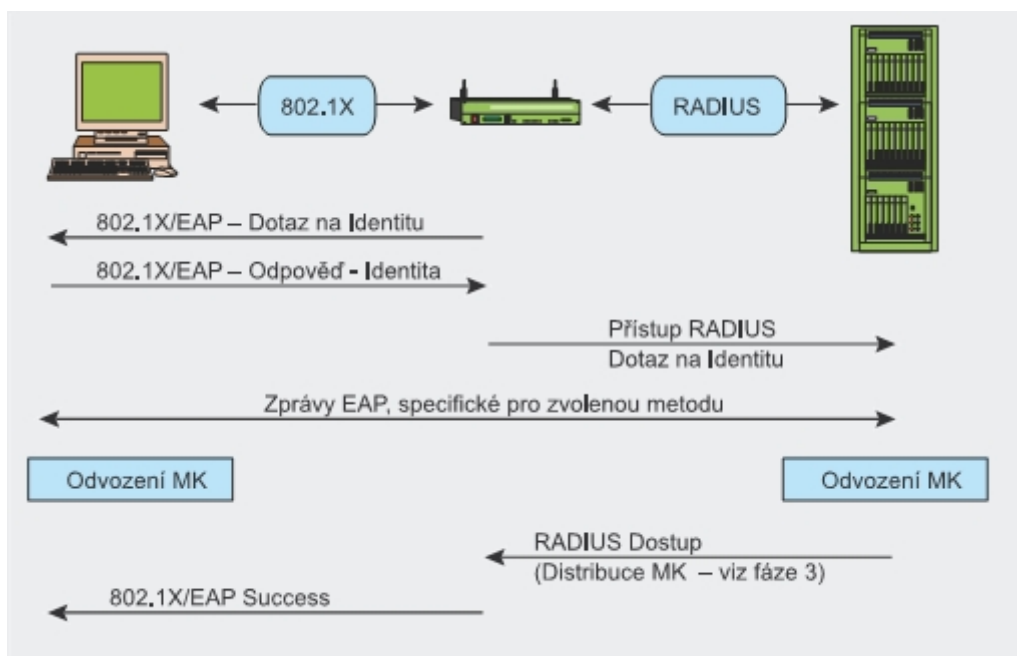 802.1X
RADIUS
802.1X/EAP – Dotaz na Identitu
802.1X/EAP – Odpověď - Identita
Přístup RADIUS
Dotaz na Identitu
Zprávy EAP, specifické pro zvolenou metodu
Odvození MK
Odvození MK
RADIUS Dostup
(Distribuce MK – viz fáze 3)
802.1X/EAP Success